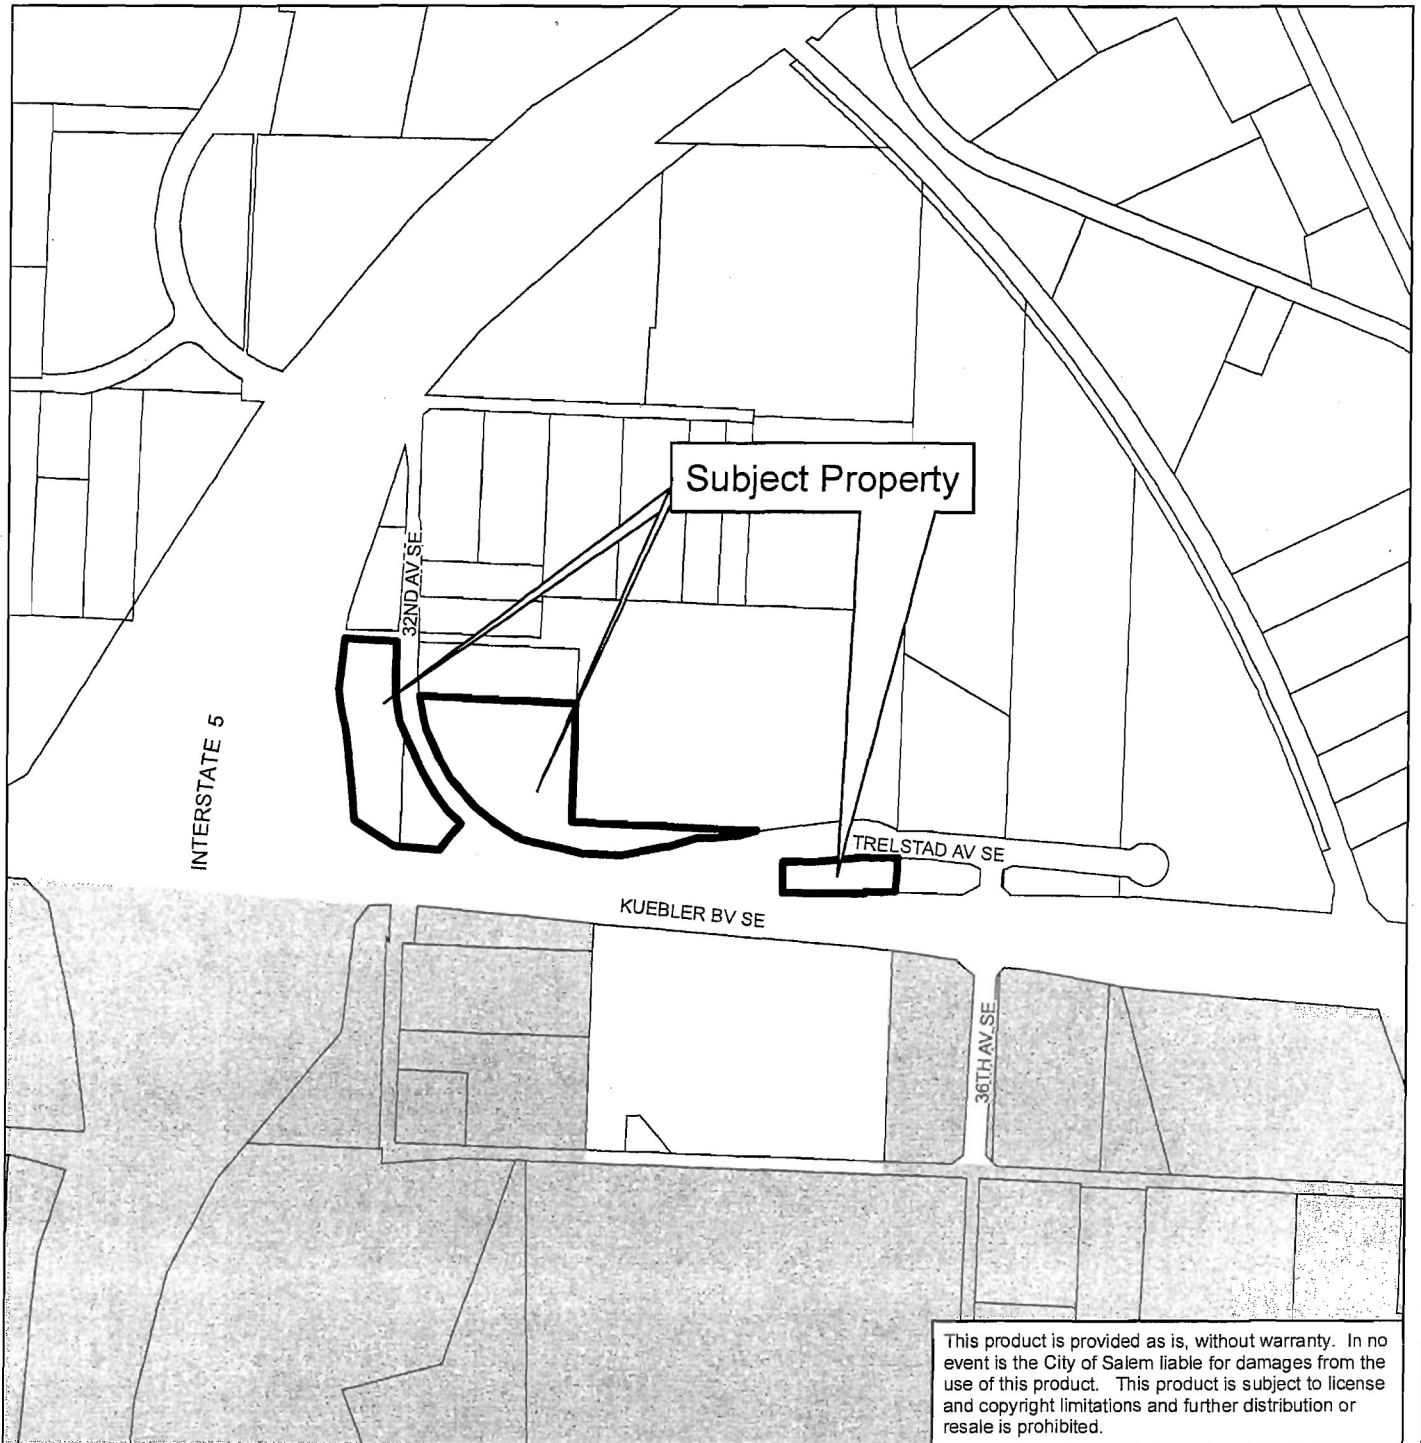 Subject Property
32ND AV SE
INTERSTATE 5
TRELSTAD AV SE
KUEBLER BV SE
36TH AV SE
This product is provided as is, without warranty. In no
event is the City of Salem liable for damages from the
use of this product. This product is subject to license
and copyright limitations and further distribution or
resale is prohibited.